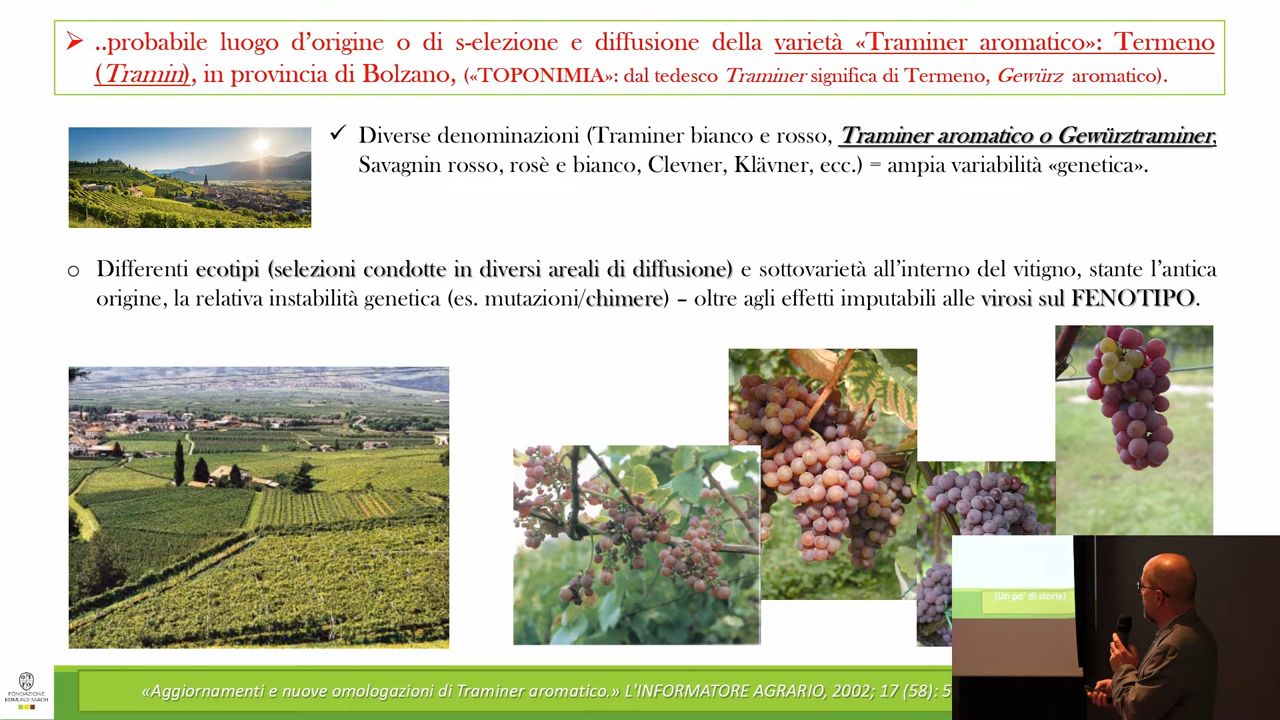 ..probabile luogo d'origine o di s-elezione e diffusione della varietà «Traminer aromatico»: Termeno
(Tramin), in provincia di Bolzano, («TOPONIMIA»: dal tedesco Traminer significa di Termeno, Gewürz aromatico).
Diverse denominazioni (Traminer bianco e rosso, Traminer aromatico o Gewürztraminer,
Savagnin rosso, rosè e bianco, Clevner, Klävner, ecc.) = ampia variabilità «genetica».
Differenti ecotipi (selezioni condotte in diversi areali di diffusione) e sottovarietà all'interno del vitigno, stante l'antica
origine, la relativa instabilità genetica (es. mutazioni/chimere) – oltre agli effetti imputabili alle virosi sul FENOTIPO.
(Un po' di storia)
FONDAZIONE
EDMUND MACH
«Aggiornamenti e nuove omologazioni di Traminer aromatico.» L'INFORMATORE AGRARIO, 2002; 17 (58): 5